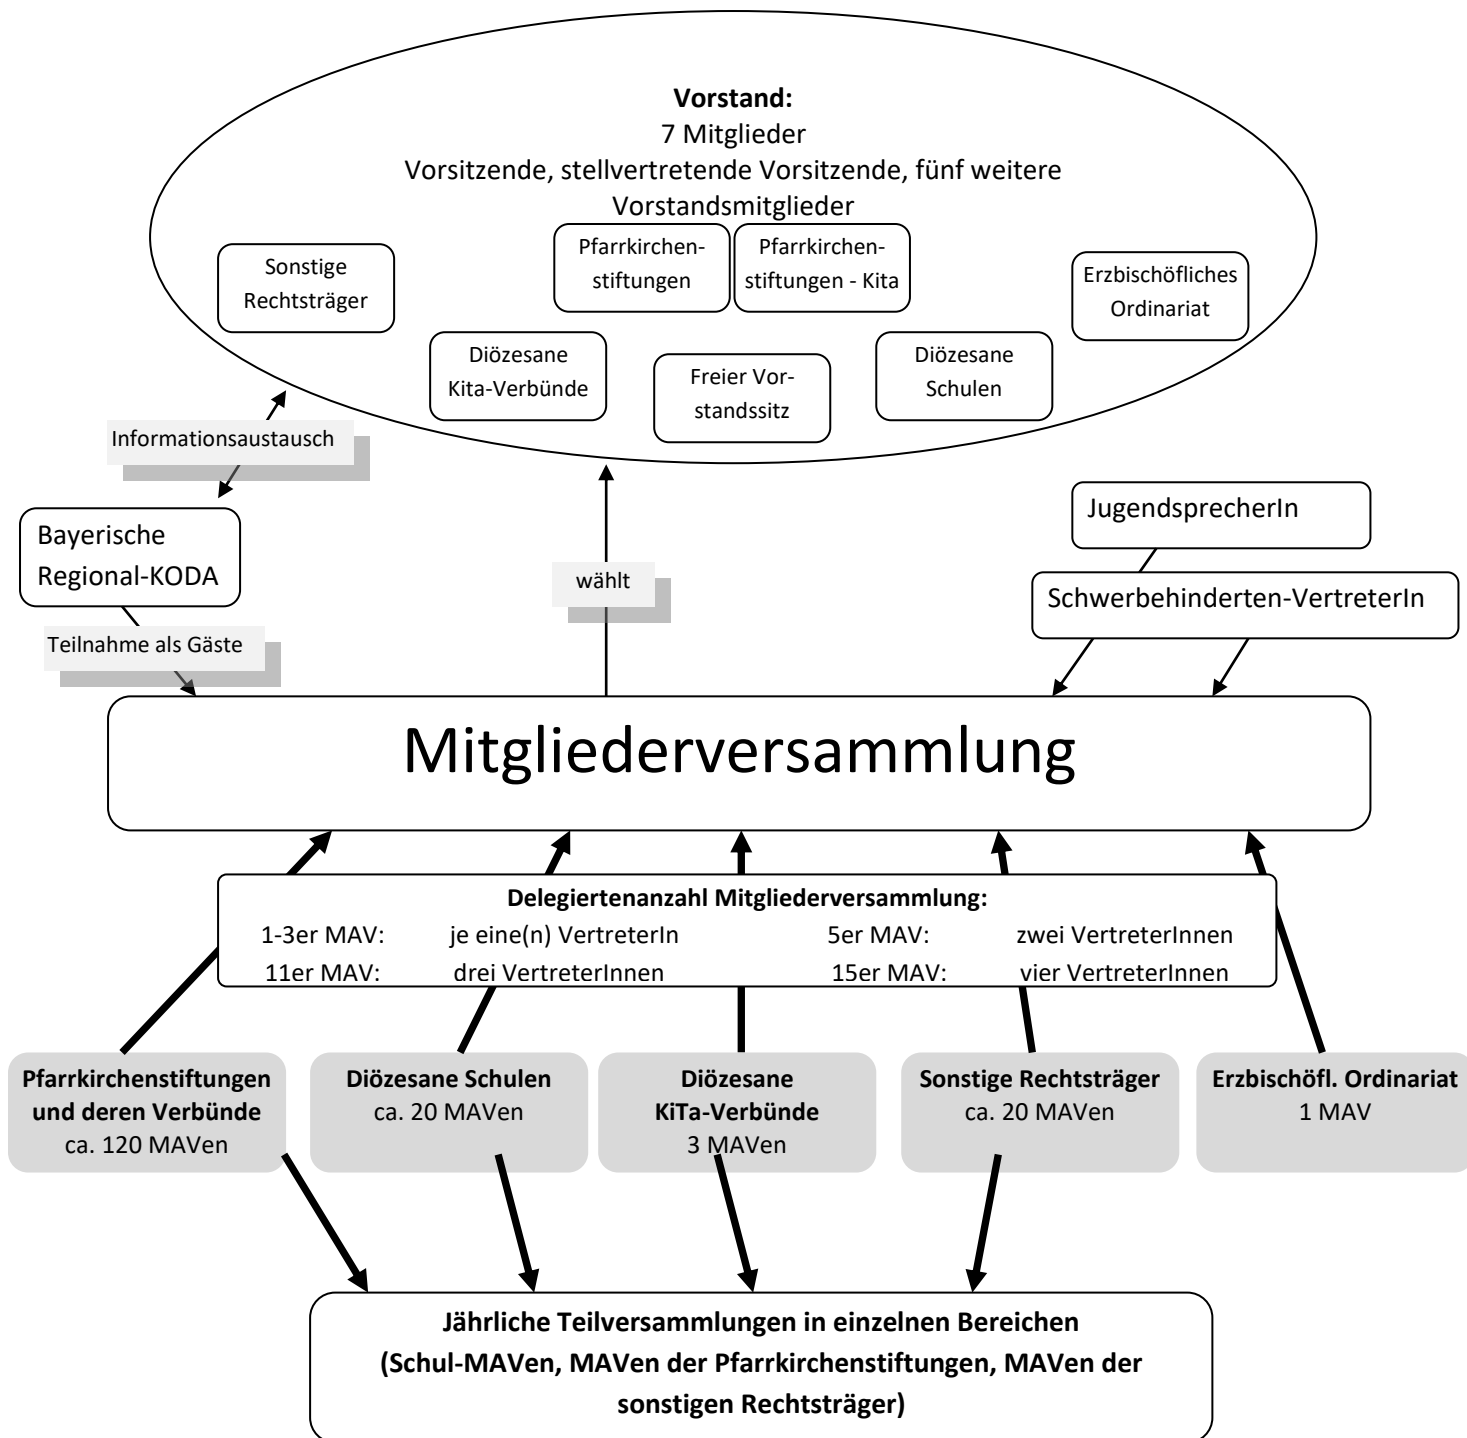 Vorstand:
7 Mitglieder
Vorsitzende, stellvertretende Vorsitzende, fünf weitere
Vorstandsmitglieder
Sonstige
Rechtsträger
Pfarrkirchen-
stiftungen
Pfarrkirchen-
stiftungen - Kita
Erzbischöfliches
Ordinariat
Diözesane
Kita-Verbünde
Freier Vor-
standssitz
Diözesane
Schulen
Informationsaustausch
Bayerische
Regional-KODA
Teilnahme als Gäste
wählt
JugendsprecherIn
Schwerbehinderten-VertreterIn
Mitgliederversammlung
Delegiertenanzahl Mitgliederversammlung:
1-3er MAV: je eine(n) VertreterIn 5er MAV: zwei VertreterInnen
11er MAV: drei VertreterInnen 15er MAV: vier VertreterInnen
Pfarrkirchenstiftungen
und deren Verbünde
ca. 120 MAVen
Diözesane Schulen
ca. 20 MAVen
Diözesane
KiTa-Verbünde
3 MAVen
Sonstige Rechtsträger
ca. 20 MAVen
Erzbischöfl. Ordinariat
1 MAV
Jährliche Teilversammlungen in einzelnen Bereichen
(Schul-MAVen, MAVen der Pfarrkirchenstiftungen, MAVen der
sonstigen Rechtsträger)